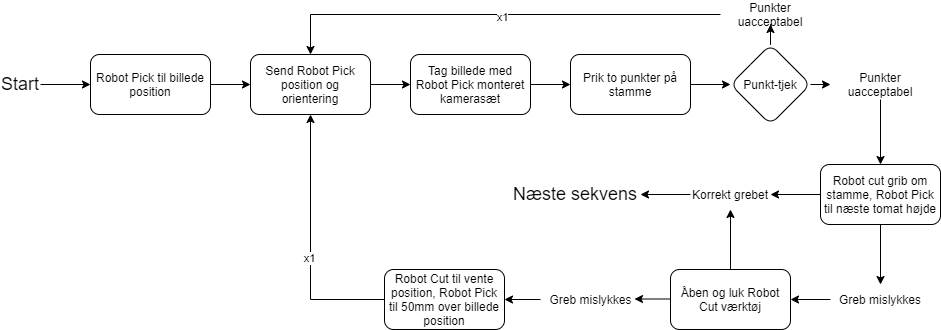 Punkter
uacceptabel
x1
Start
Robot Pick til billede
position
Send Robot Pick
position og
orientering
Tag billede med
Robot Pick monteret
kamerasæt
Prik to punkter på
stamme
Punkt-tjek
Punkter
uacceptabel
Robot cut grib om
stamme, Robot Pick
til næste tomat højde
Korrekt grebet
Næste sekvens
x1
Robot Cut til vente
position, Robot Pick
til 50mm over billede
position
Greb mislykkes
Åben og luk Robot
Cut værktøj
Greb mislykkes